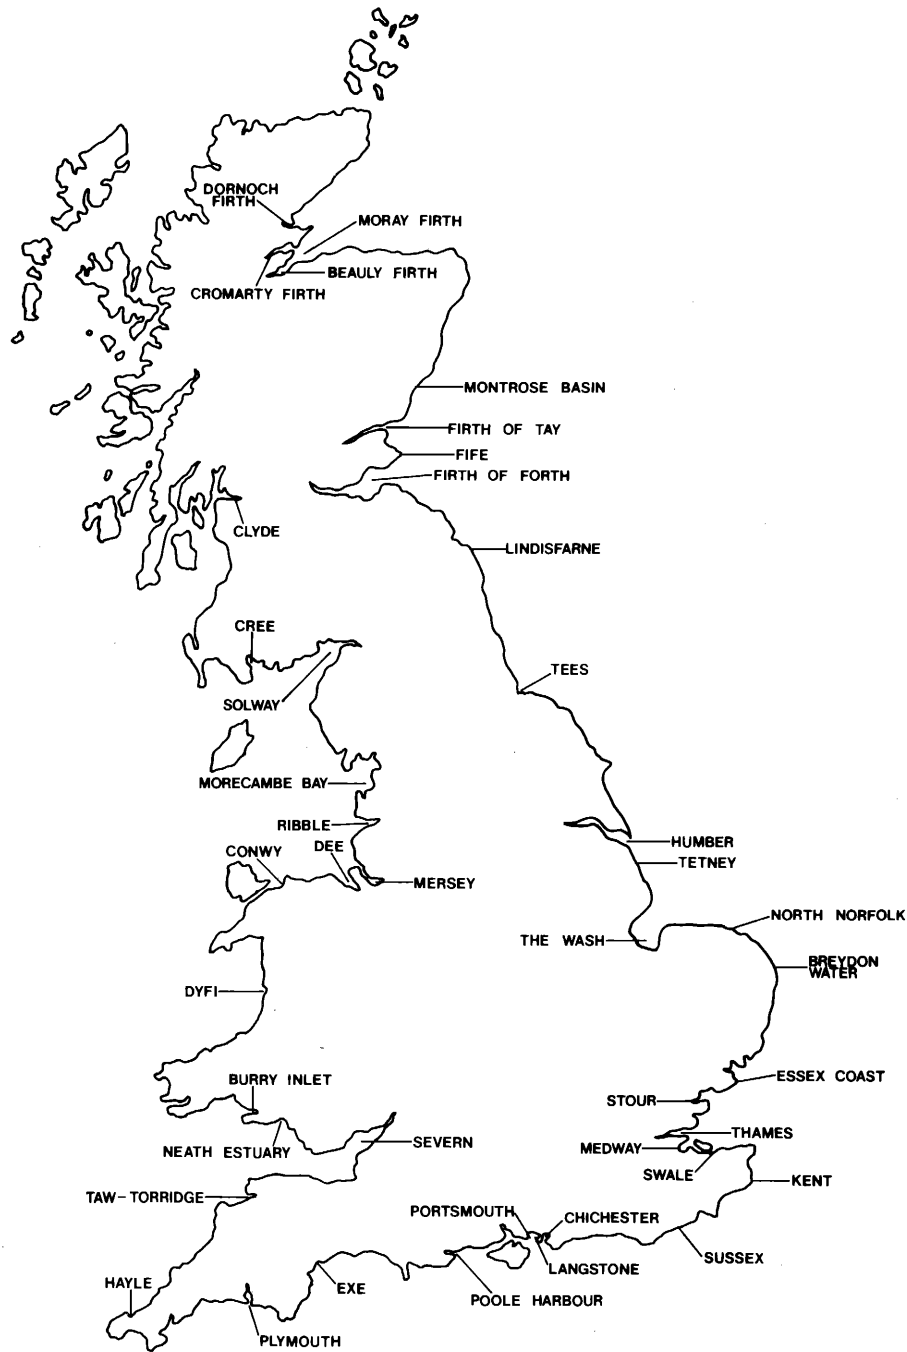 DORNOCH
FIRTH
MORAY FIRTH
BEAULY FIRTH
CROMARTY FIRTH
MONTROSE BASIN
FIRTH OF TAY
FIFE
FIRTH OF FORTH
CLYDE
LINDISFARNE
CREE
TEES
SOLWAY
MORECAMBE BAY
RIBBLE
HUMBER
DEE
CONWY
TETNEY
MERSEY
NORTH NORFOLK
THE WASH
BREYDON
WATER
DYFI
BURRY INLET
ESSEX COAST
STOUR
THAMES
SEVERN
MEDWAY
NEATH ESTUARY
SWALE
KENT
TAW-TORRIDGE
PORTSMOUTH
CHICHESTER
SUSSEX
LANGSTONE
HAYLE
EXE
POOLE HARBOUR
PLYMOUTH